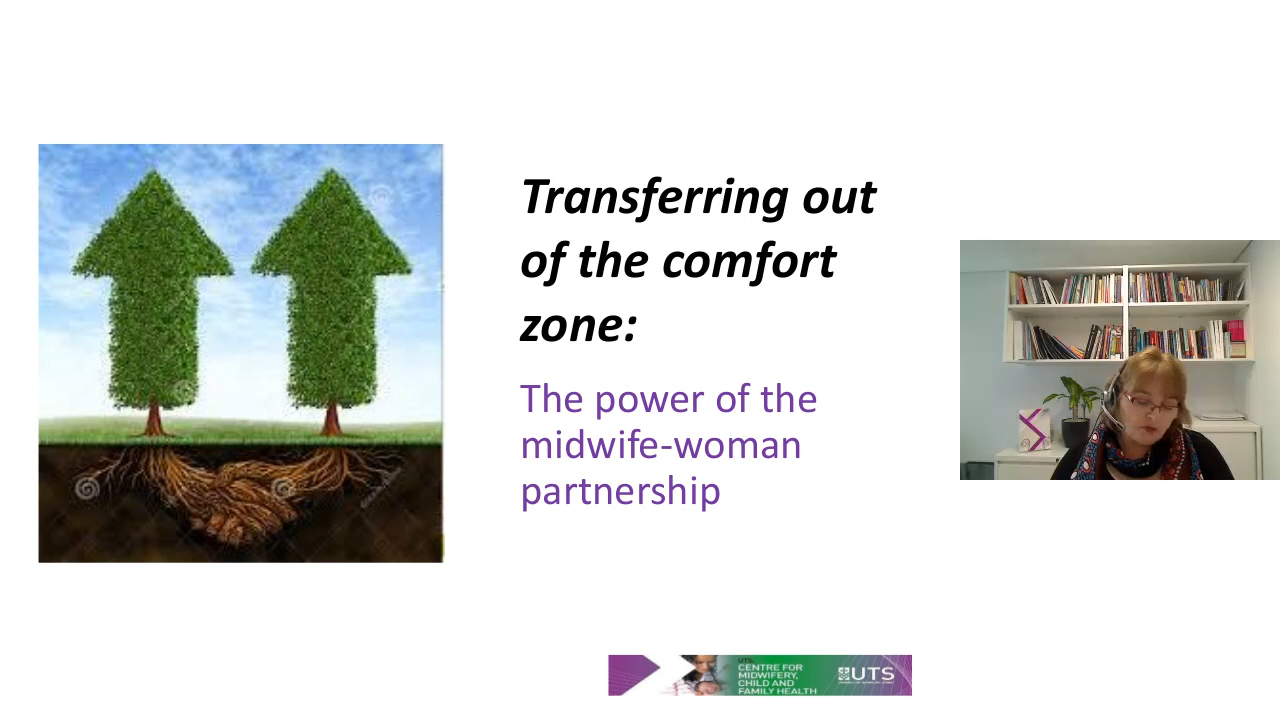 Transferring out
of the comfort
zone:
The power of the
midwife-woman
partnership
UTS:
CENTRE FOR
MIDWIFERY,
CHILD AND
FAMILY HEALTH
UTS